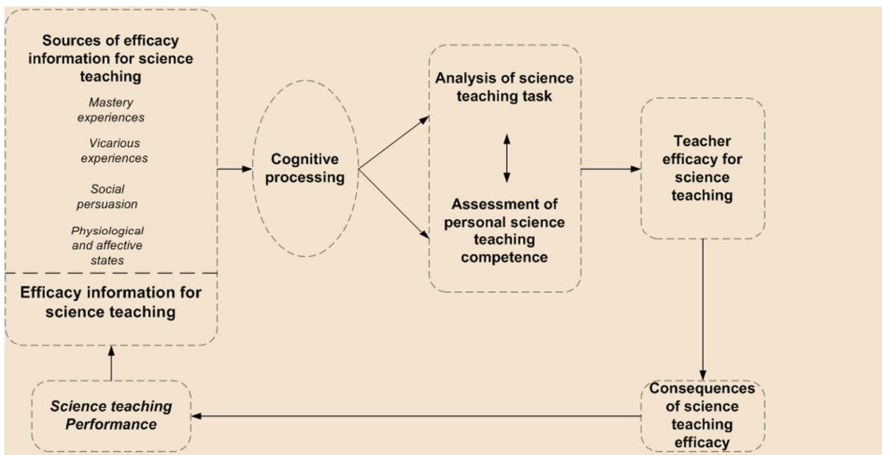 Sources of efficacy
information for science
teaching
Mastery
experiences
Vicarious
experiences
Social
persuasion
Physiological
and affective
states
Efficacy information for
science teaching
Cognitive
processing
Analysis of science
teaching task
Assessment of
personal science
teaching
competence
Teacher
efficacy for
science
teaching
Consequences
of science
teaching
efficacy
Science teaching
Performance